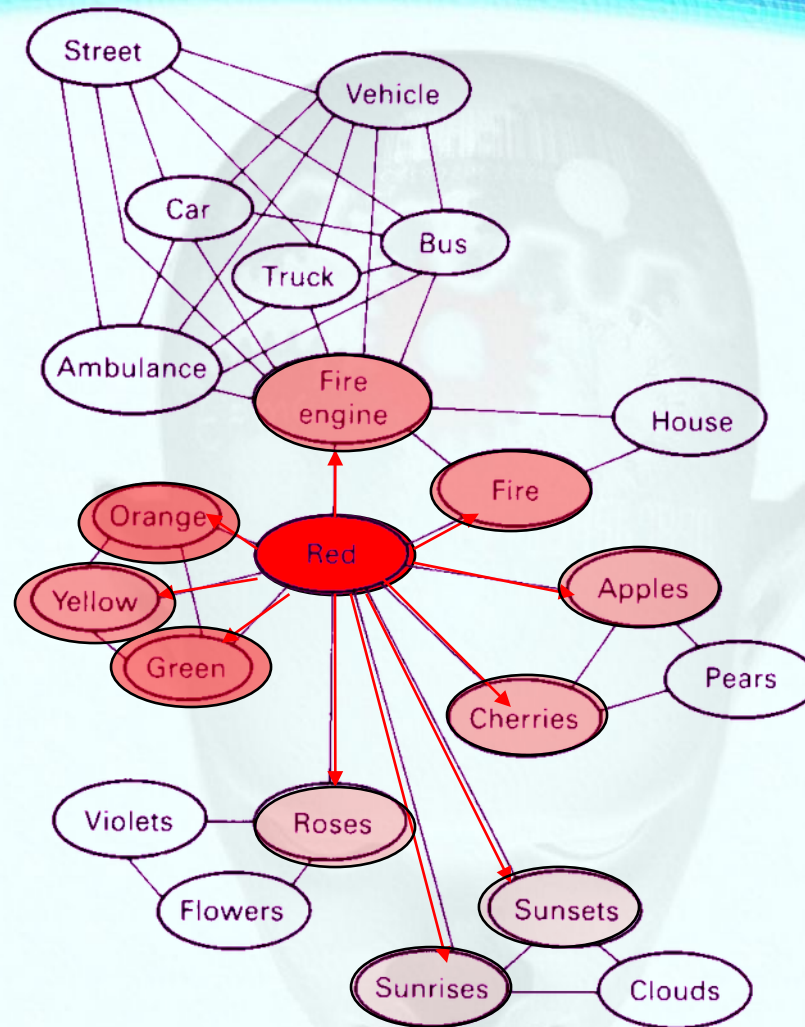 Street
Vehicle
Car
Bus
Truck
Ambulance
Fire
engine
House
Fire
Orange
Red
Apples
Yellow
Green
Pears
Cherries
Violets
Roses
Flowers
Sunsets
Sunrises
Clouds